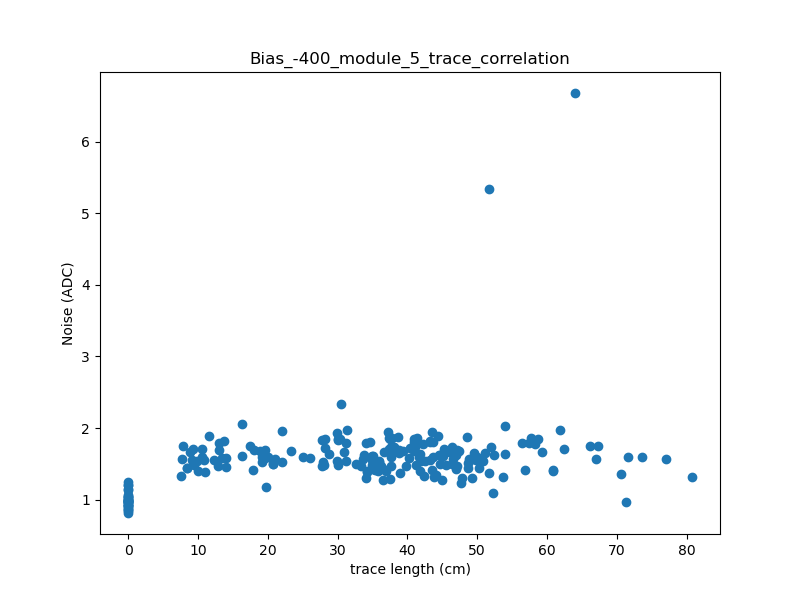 Bias_-400_module_5_trace_correlation
6
5
4
3
2
1
Noise (ADC)
0 10 20 30 40 50 60 70 80
trace length (cm)